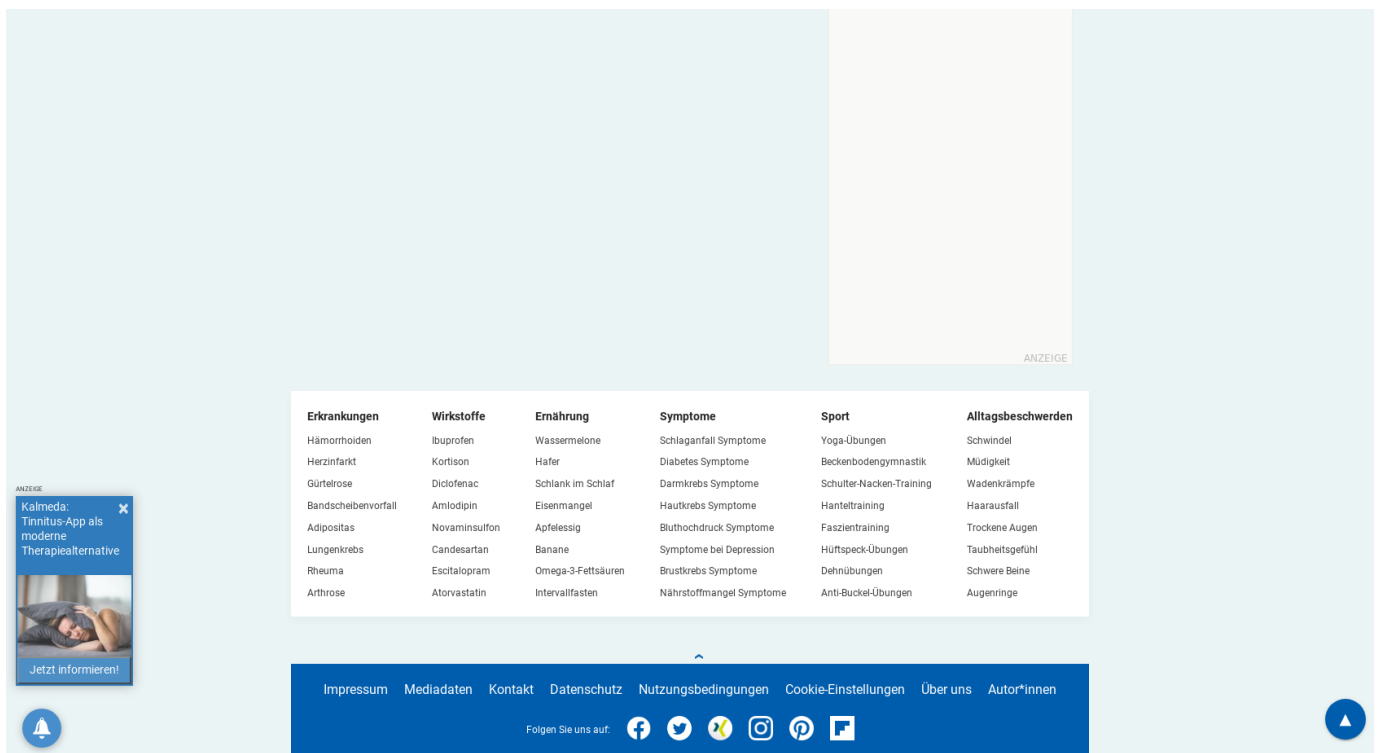 ANZEIGE
Erkrankungen
Hämorrhoiden
Herzinfarkt
Gürtelrose
Bandscheibenvorfall
Adipositas
Lungenkrebs
Rheuma
Arthrose
Wirkstoffe
Ibuprofen
Kortison
Diclofenac
Amlodipin
Novaminsulfon
Candesartan
Escitalopram
Atorvastatin
Ernährung
Wassermelone
Hafer
Schlank im Schlaf
Eisenmangel
Apfelessig
Banane
Omega-3-Fettsäuren
Intervallfasten
Symptome
Schlaganfall Symptome
Diabetes Symptome
Darmkrebs Symptome
Hautkrebs Symptome
Bluthochdruck Symptome
Symptome bei Depression
Brustkrebs Symptome
Nährstoffmangel Symptome
Sport
Yoga-Übungen
Beckenbodengymnastik
Schulter-Nacken-Training
Hanteltraining
Faszientraining
Hüftspeck-Übungen
Dehnübungen
Anti-Buckel-Übungen
Alltagsbeschwerden
Schwindel
Müdigkeit
Wadenkrämpfe
Haarausfall
Trockene Augen
Taubheitsgefühl
Schwere Beine
Augenringe
ANZEIGE
Kalmeda:
Tinnitus-App als
moderne
Therapiealternative
Jetzt informieren!
Impressum Mediadaten Kontakt Datenschutz Nutzungsbedingungen Cookie-Einstellungen Über uns Autor*innen
Folgen Sie uns auf: